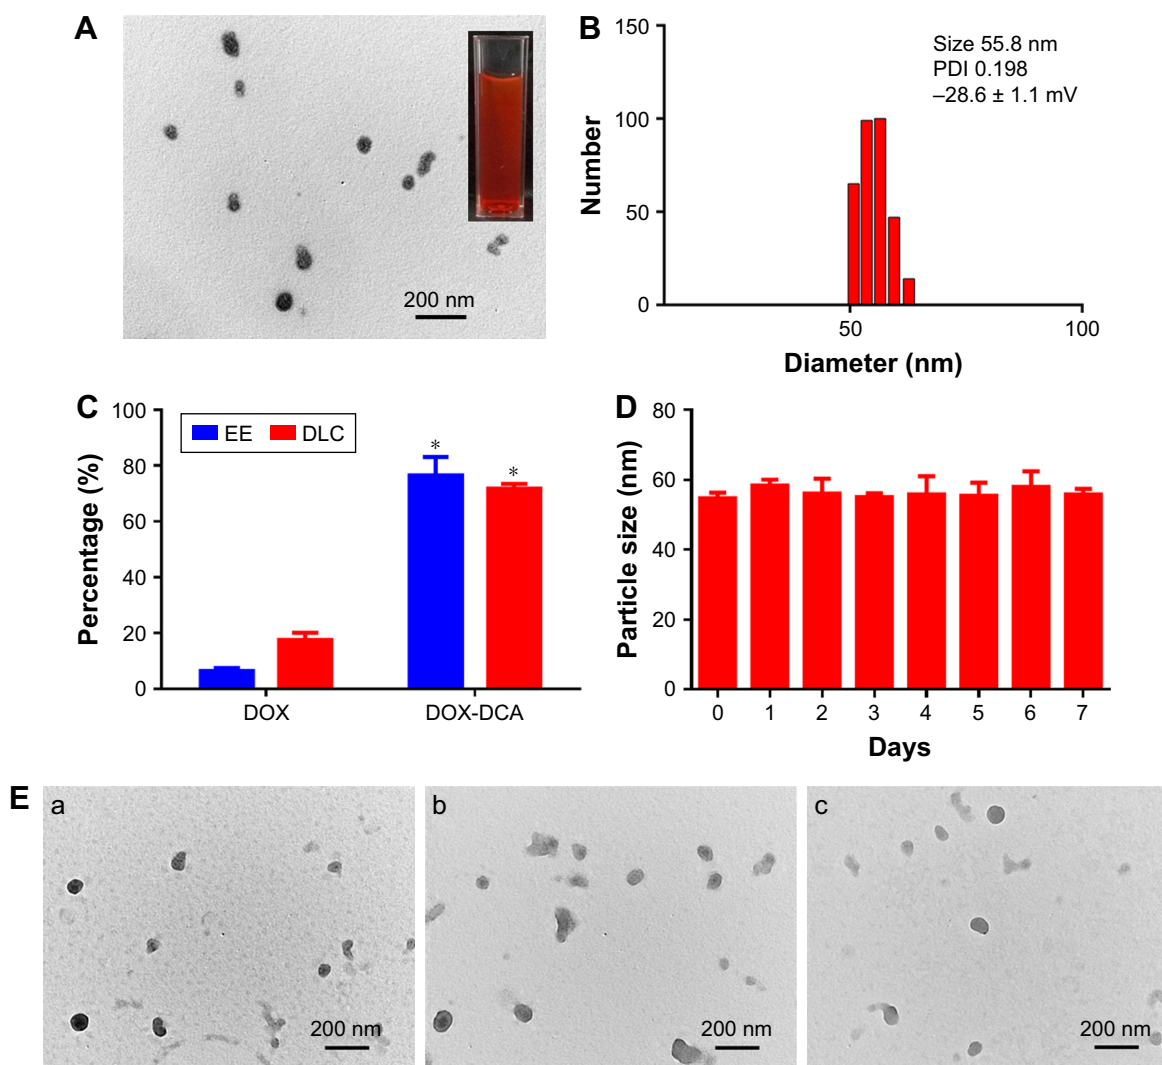 A
200 nm
B
150
100
50
0
Number
Size 55.8 nm
PDI 0.198
–28.6 ± 1.1 mV
50
100
Diameter (nm)
C
100
80
60
40
20
0
Percentage (%)
EE DLC
*
*
DOX DOX-DCA
D
80
60
40
20
0
Particle size (nm)
0 1 2 3 4 5 6 7
Days
E
a
200 nm
b
200 nm
c
200 nm